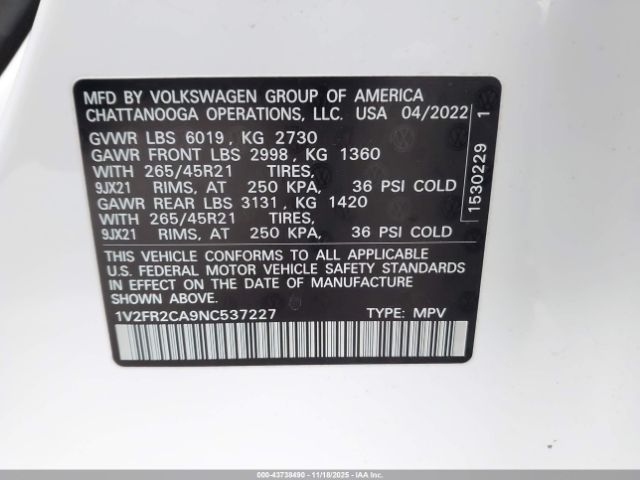 MFD BY VOLKSWAGEN GROUP OF AMERICA
CHATTANOOGA OPERATIONS, LLC. USA 04/2022
GVWR LBS 6019, KG 2730
GAWR FRONT LBS 2998, KG 1360
WITH 265/45R21 TIRES,
9JX21 RIMS, AT 250 KPA, 36 PSI COLD
GAWR REAR LBS 3131, KG 1420
WITH 265/45R21 TIRES,
9JX21 RIMS, AT 250 KPA, 36 PSI COLD
THIS VEHICLE CONFORMS TO ALL APPLICABLE
U.S. FEDERAL MOTOR VEHICLE SAFETY STANDARDS
IN EFFECT ON THE DATE OF MANUFACTURE
SHOWN ABOVE.
1V2FR2CA9NC537227 TYPE: MPV
1530229 1
000-43738490 - 11/18/2025 - Copyright © 2025 IAA, LLC